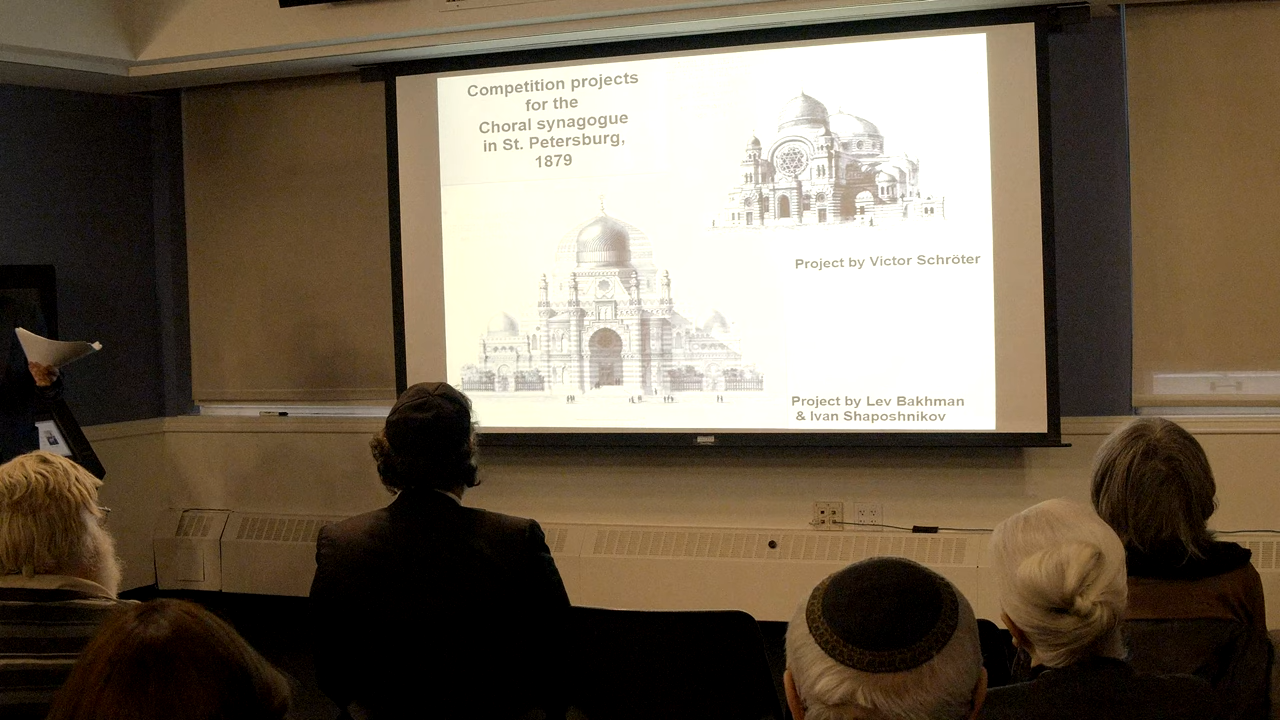 Competition projects
for the
Choral synagogue
in St. Petersburg,
1879
Project by Victor Schröter
Project by Lev Bakhman
& Ivan Shaposhnikov